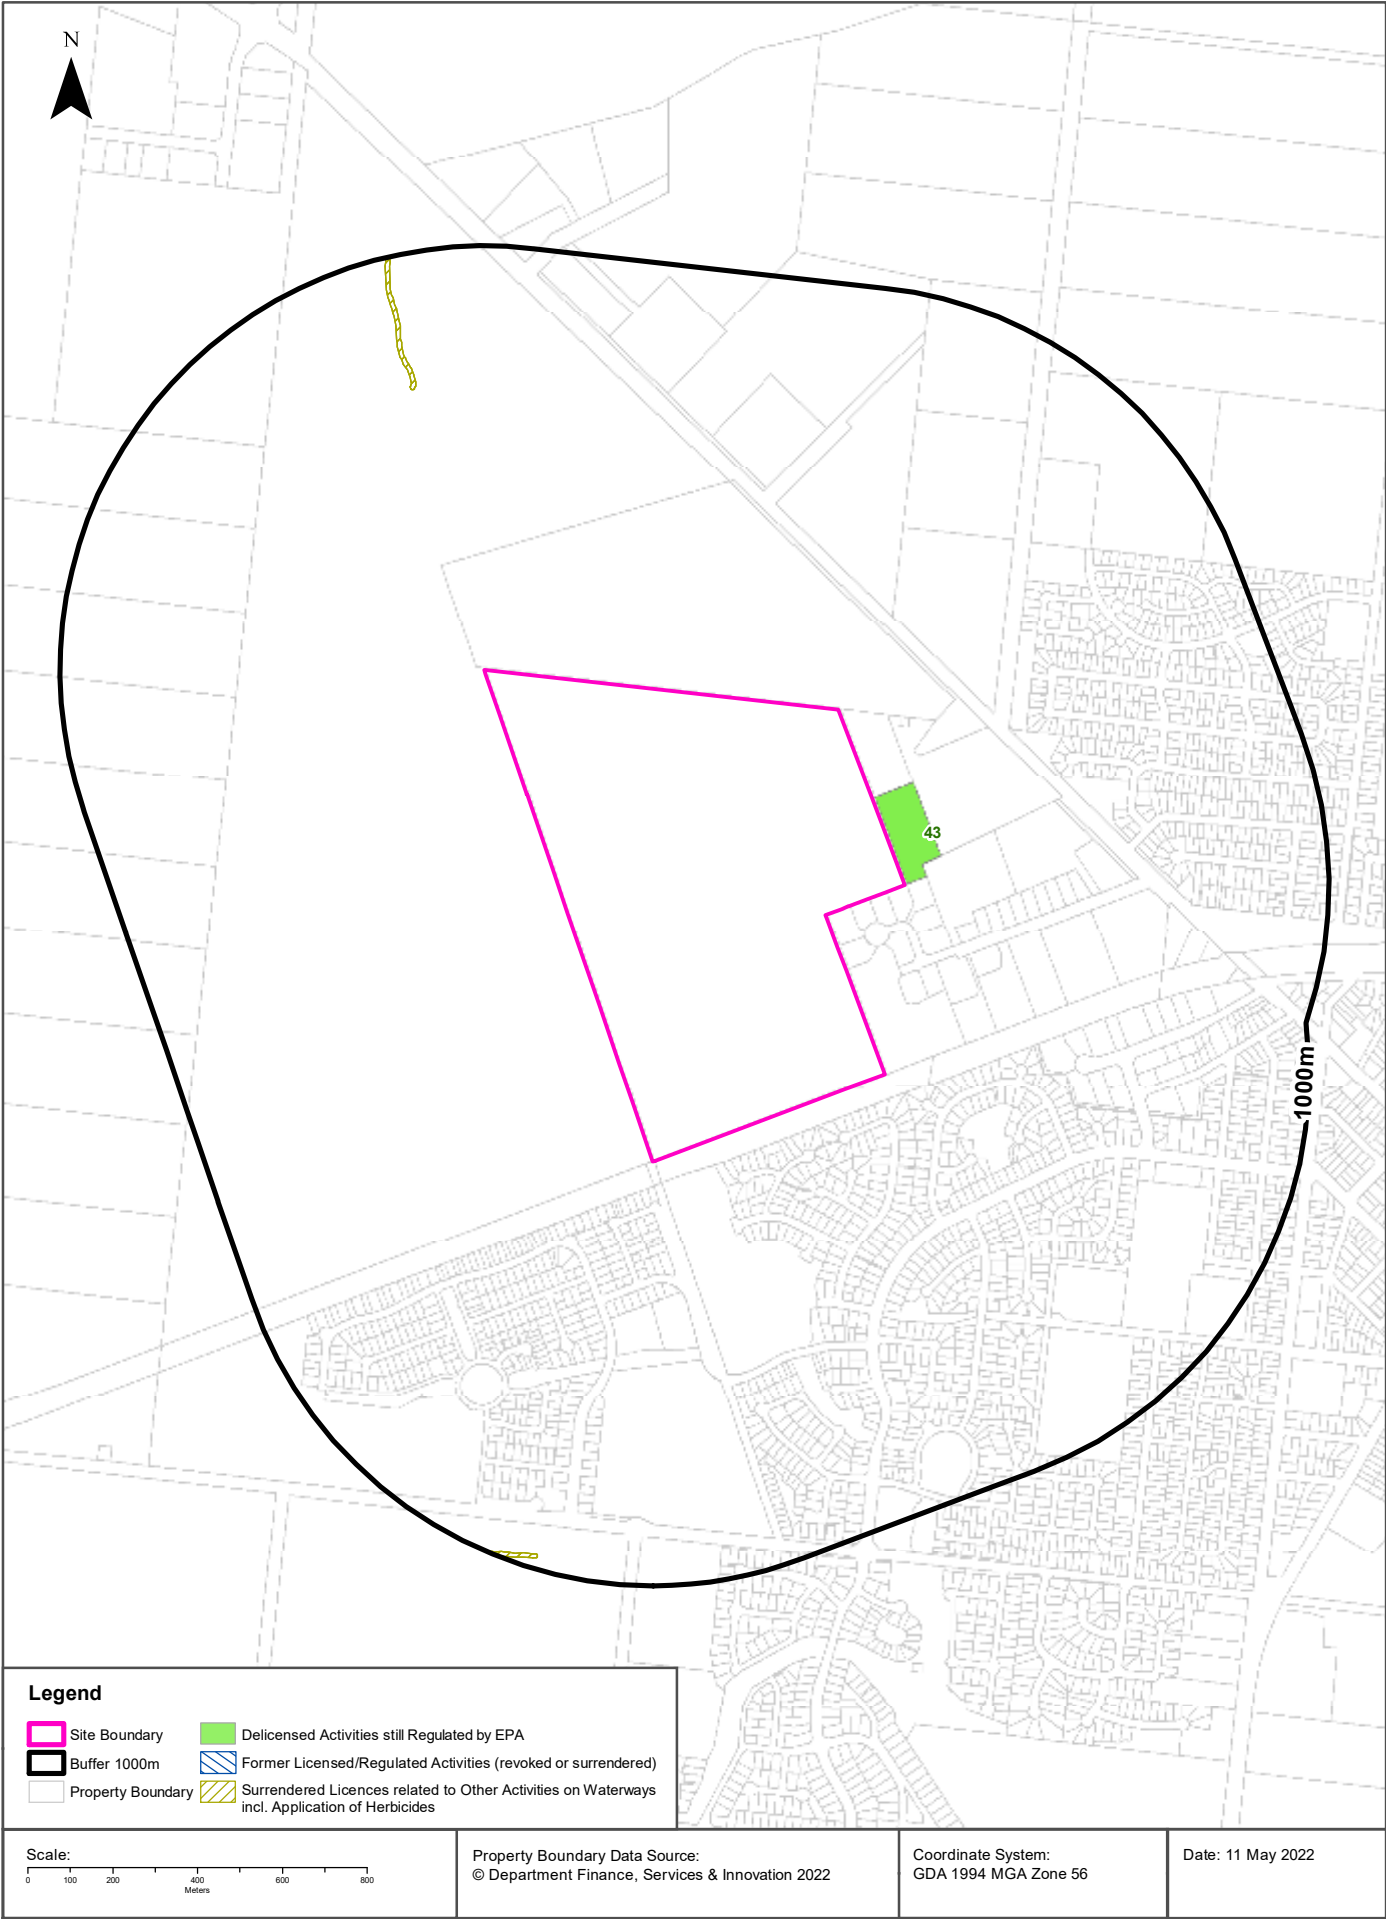 N
43
1000m
Legend
Site Boundary
Buffer 1000m
Property Boundary
Delicensed Activities still Regulated by EPA
Former Licensed/Regulated Activities (revoked or surrendered)
Surrendered Licences related to Other Activities on Waterways
incl. Application of Herbicides
Scale:
0 100 200 400 600 800
Meters
Property Boundary Data Source:
© Department Finance, Services & Innovation 2022
Coordinate System:
GDA 1994 MGA Zone 56
Date: 11 May 2022